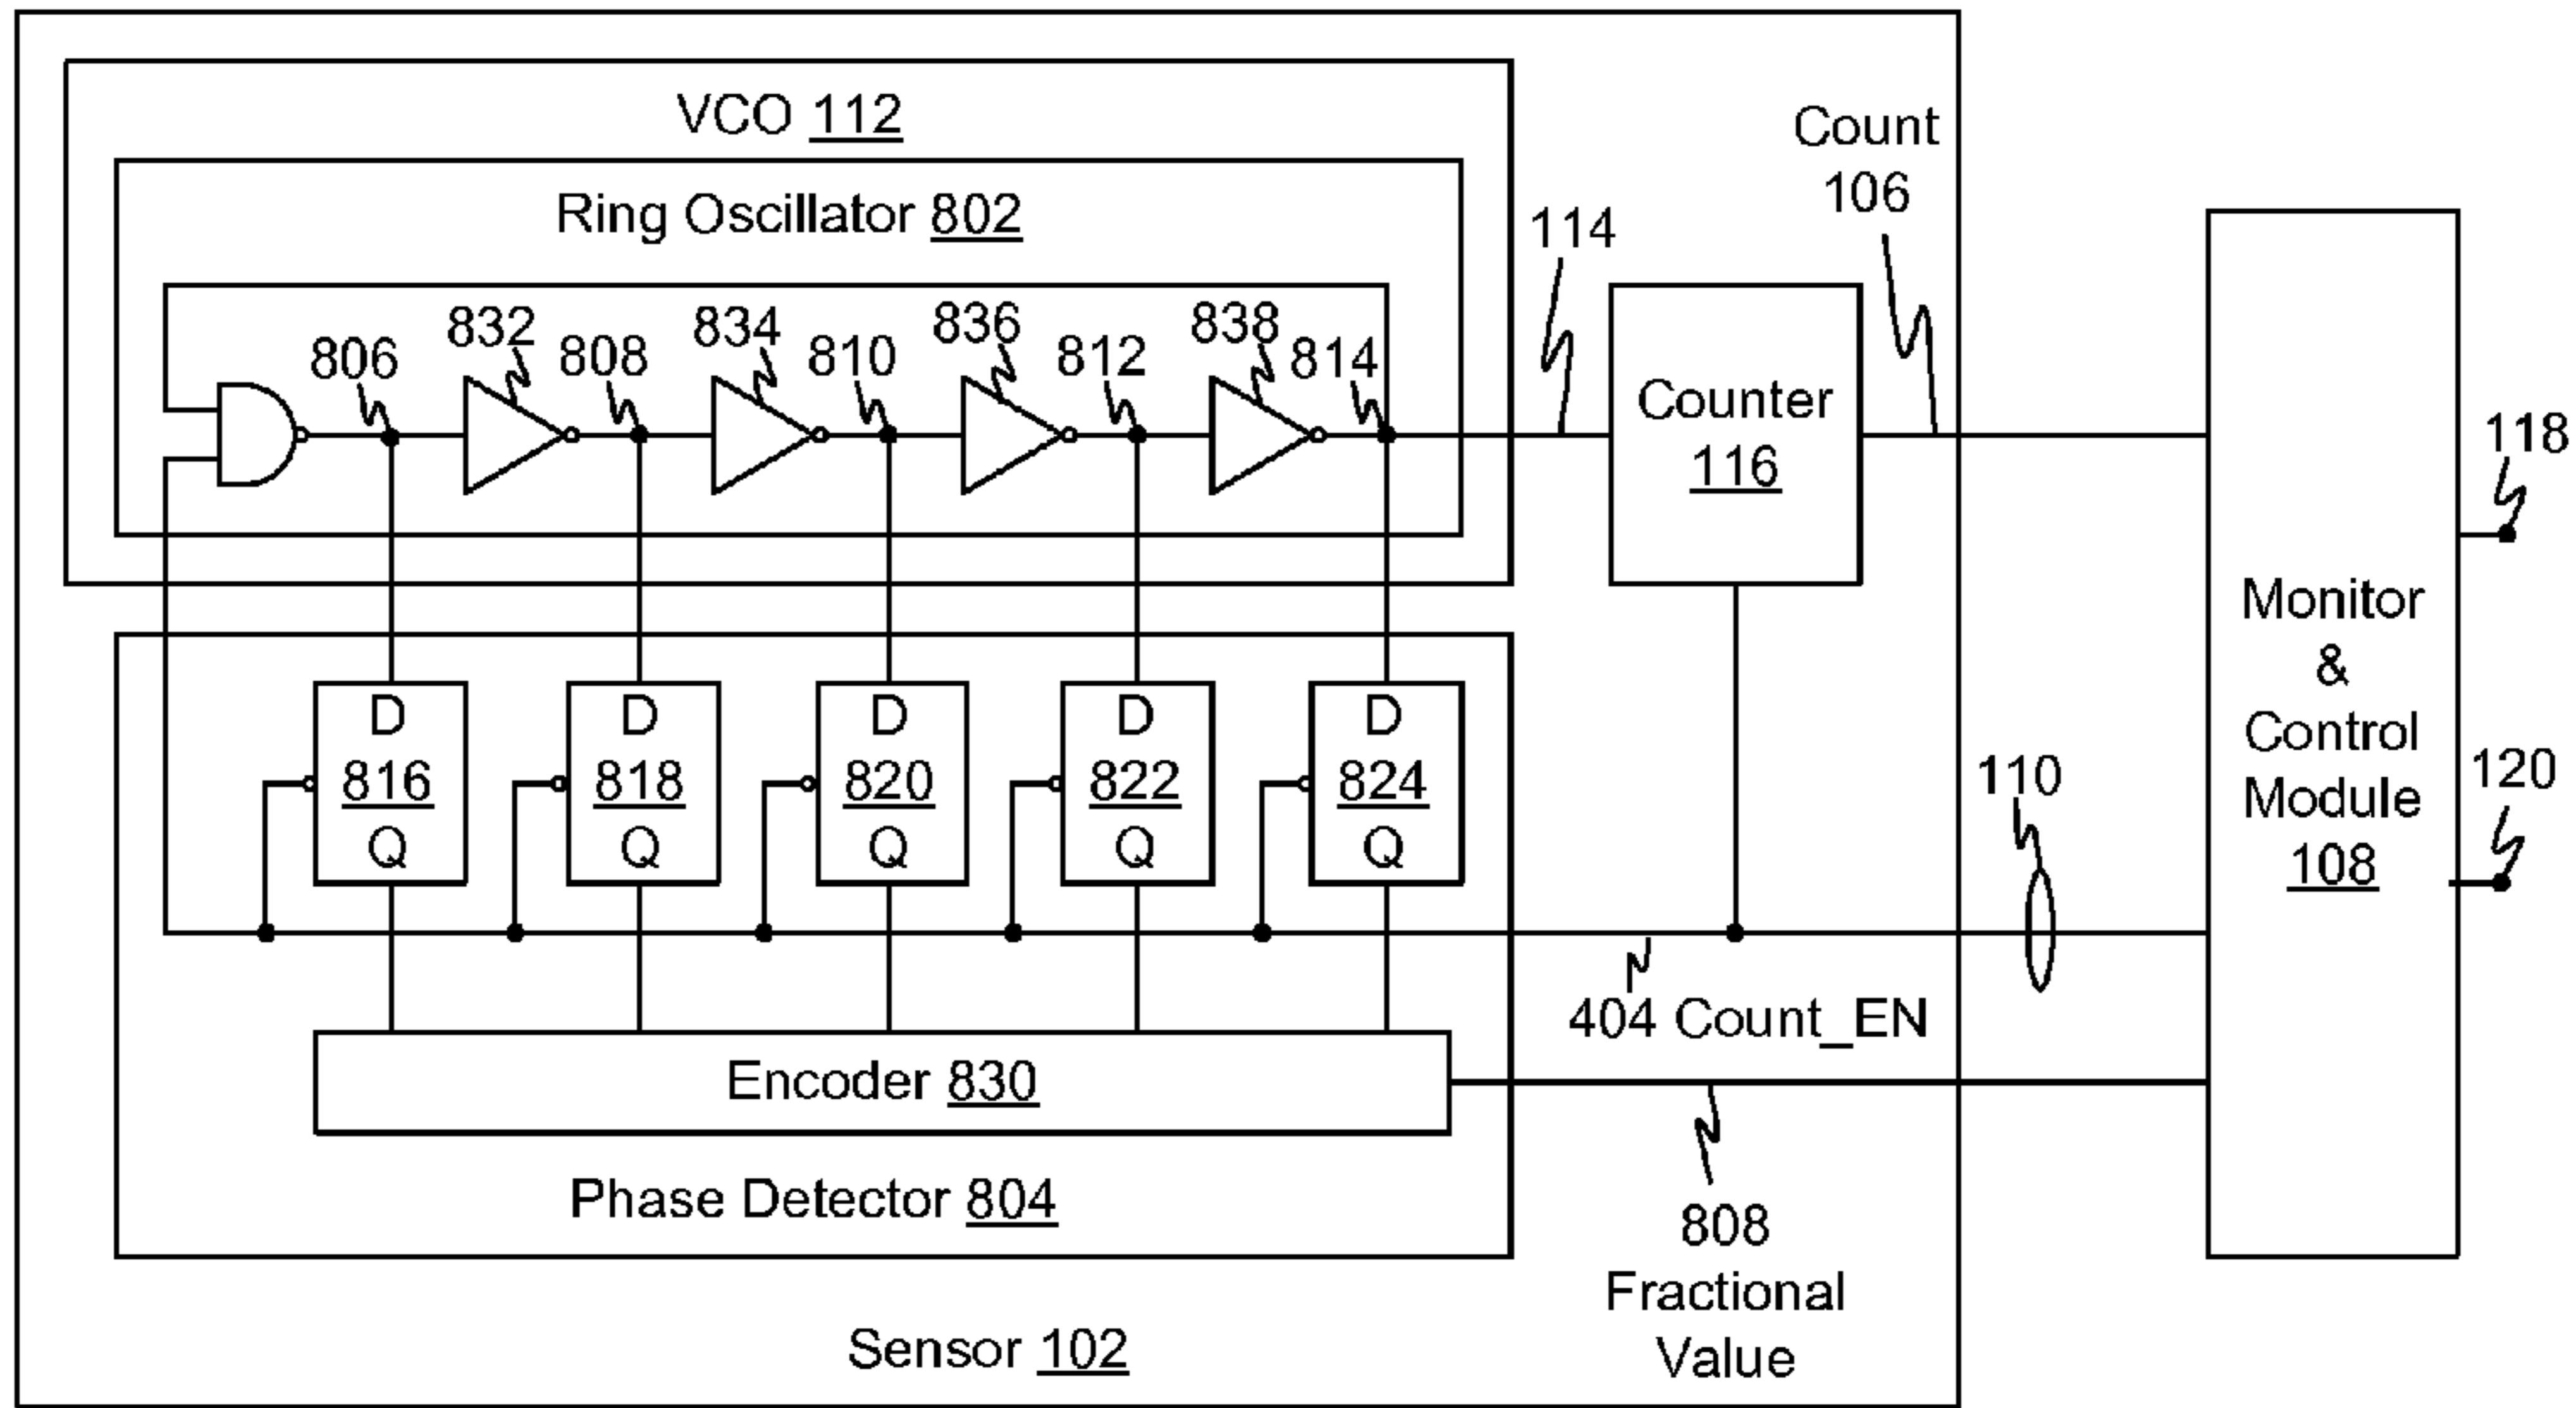 VCO 112
Ring Oscillator 802
Count
106
114
806
832
808
834
810
836
812
838
814
Counter
116
118
Monitor
&
Control
Module
108
120
110
D
816
Q
D
818
Q
D
820
Q
D
822
Q
D
824
Q
404 Count_EN
Encoder 830
Phase Detector 804
808
Fractional
Value
Sensor 102